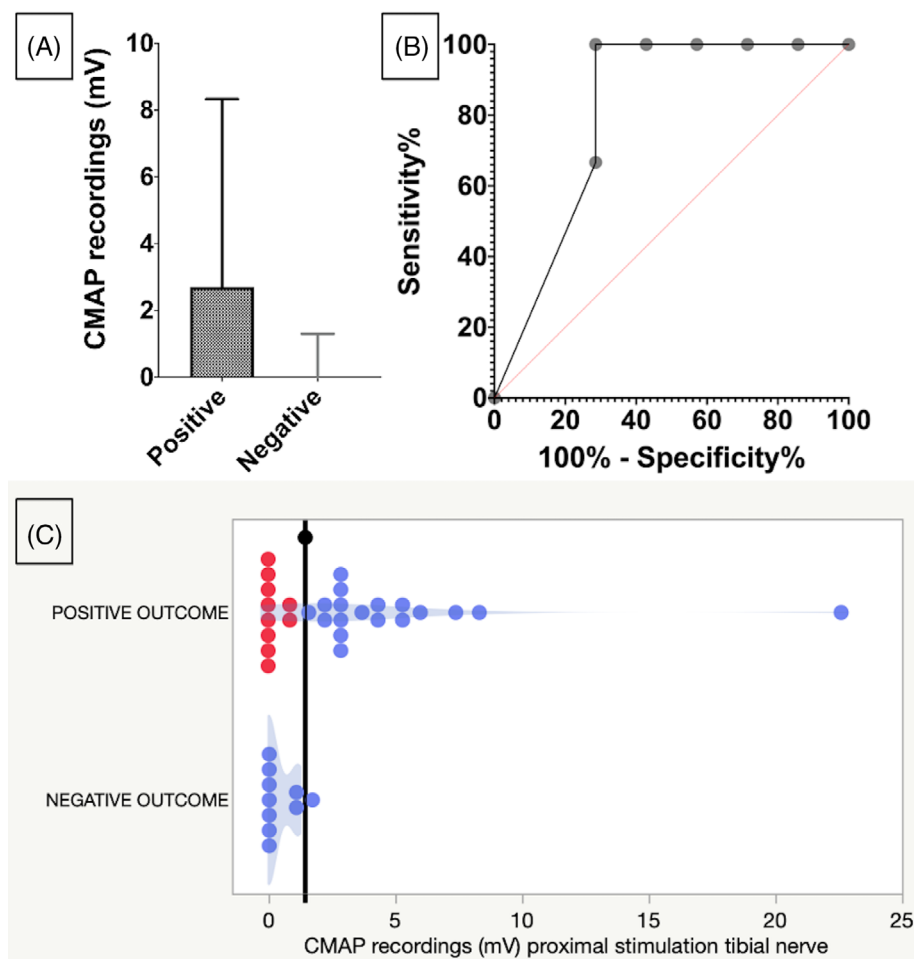 (A)
CMAP recordings (mV)
10
8
6
4
2
0
Positive
Negative
(B)
Sensitivity%
100
80
60
40
20
0
0 20 40 60 80 100
100% - Specificity%
(C)
POSITIVE OUTCOME
NEGATIVE OUTCOME
0 5 10 15 20 25
CMAP recordings (mV) proximal stimulation tibial nerve